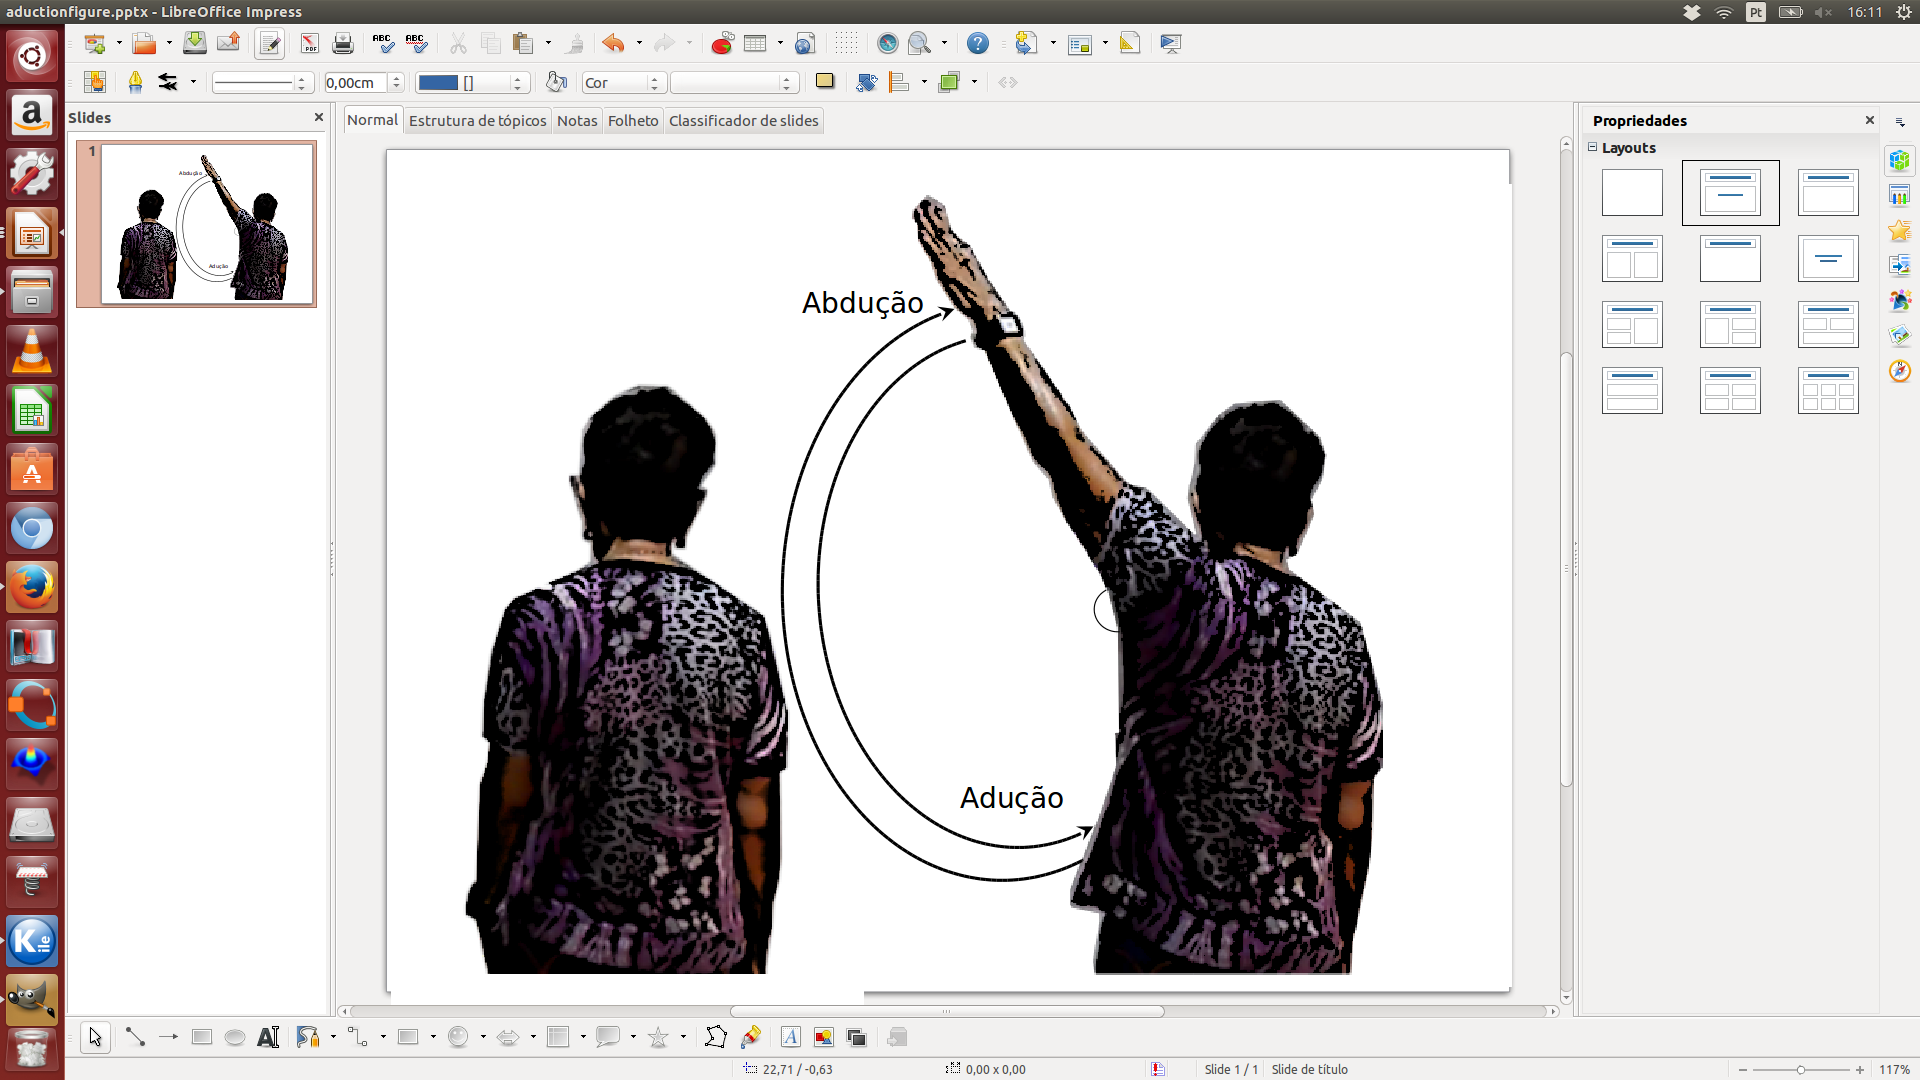 aductionfigure.pptx - LibreOffice Impress
Pt
16:11
0,00cm
[]
Cor
Slides
Normal
Estrutura de tópicos
Notas
Folheto
Classificador de slides
Propriedades
Layouts
1
Abdução
Adução
Abdução
Adução
22,71 / -0,63
0,00 x 0,00
Slide 1 / 1
Slide de título
117%